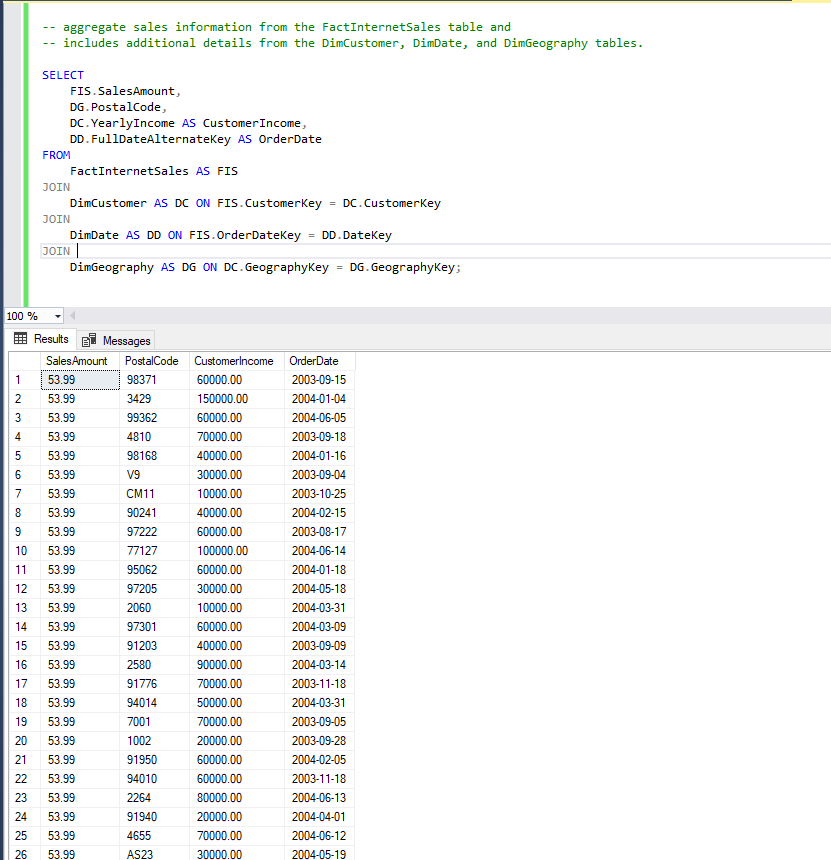 -- aggregate sales information from the FactInternetSales table and
-- includes additional details from the DimCustomer, DimDate, and DimGeography tables.
SELECT
FIS.SalesAmount,
DG.PostalCode,
DC.YearlyIncome AS CustomerIncome,
DD.FullDateAlternateKey AS OrderDate
FROM
FactInternetSales AS FIS
JOIN
DimCustomer AS DC ON FIS.CustomerKey = DC.CustomerKey
JOIN
DimDate AS DD ON FIS.OrderDateKey = DD.DateKey
JOIN
DimGeography AS DG ON DC.GeographyKey = DG.GeographyKey;
100 %
Results Messages
SalesAmount PostalCode CustomerIncome OrderDate
1 53.99 98371 60000.00 2003-09-15
2 53.99 3429 150000.00 2004-01-04
3 53.99 99362 60000.00 2004-06-05
4 53.99 4810 70000.00 2003-09-18
5 53.99 98168 40000.00 2004-01-16
6 53.99 V9 30000.00 2003-09-04
7 53.99 CM11 10000.00 2003-10-25
8 53.99 90241 40000.00 2004-02-15
9 53.99 97222 60000.00 2003-08-17
10 53.99 77127 100000.00 2004-06-14
11 53.99 95062 60000.00 2004-01-18
12 53.99 97205 30000.00 2004-05-18
13 53.99 2060 10000.00 2004-03-31
14 53.99 97301 60000.00 2004-03-09
15 53.99 91203 40000.00 2003-09-09
16 53.99 2580 90000.00 2004-03-14
17 53.99 91776 70000.00 2003-11-18
18 53.99 94014 50000.00 2004-03-31
19 53.99 7001 70000.00 2003-09-05
20 53.99 1002 20000.00 2003-09-28
21 53.99 91950 60000.00 2004-02-05
22 53.99 94010 60000.00 2003-11-18
23 53.99 2264 80000.00 2004-06-13
24 53.99 91940 20000.00 2004-04-01
25 53.99 4655 70000.00 2004-06-12
26 53.99 AS23 30000.00 2004-05-19